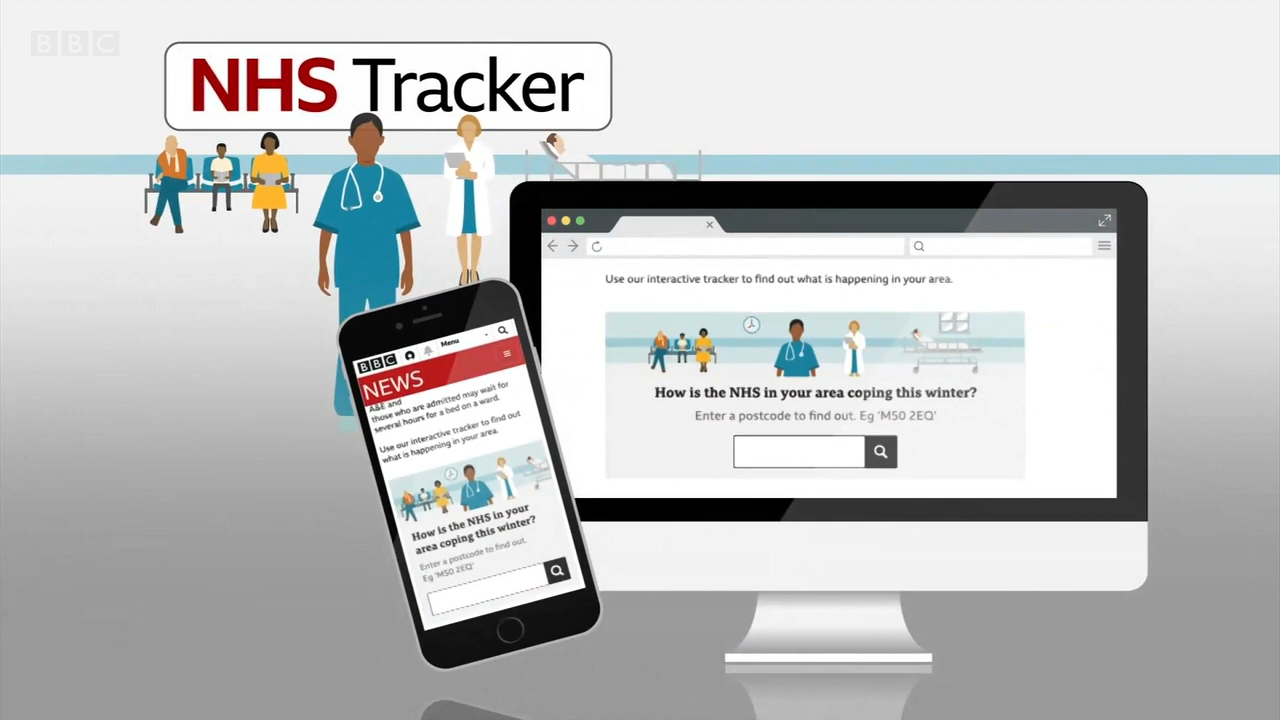 BBC
NHS Tracker
Use our interactive tracker to find out what is happening in your area.
How is the NHS in your area coping this winter?
Enter a postcode to find out. Eg 'M50 2EQ'
BBC
Menu
NEWS
A&E and
those who are admitted may wait for
several hours for a bed on a ward.
Use our interactive tracker to find out
what is happening in your area.
How is the NHS in your
area coping this winter?
Enter a postcode to find out.
Eg 'M50 2EQ'